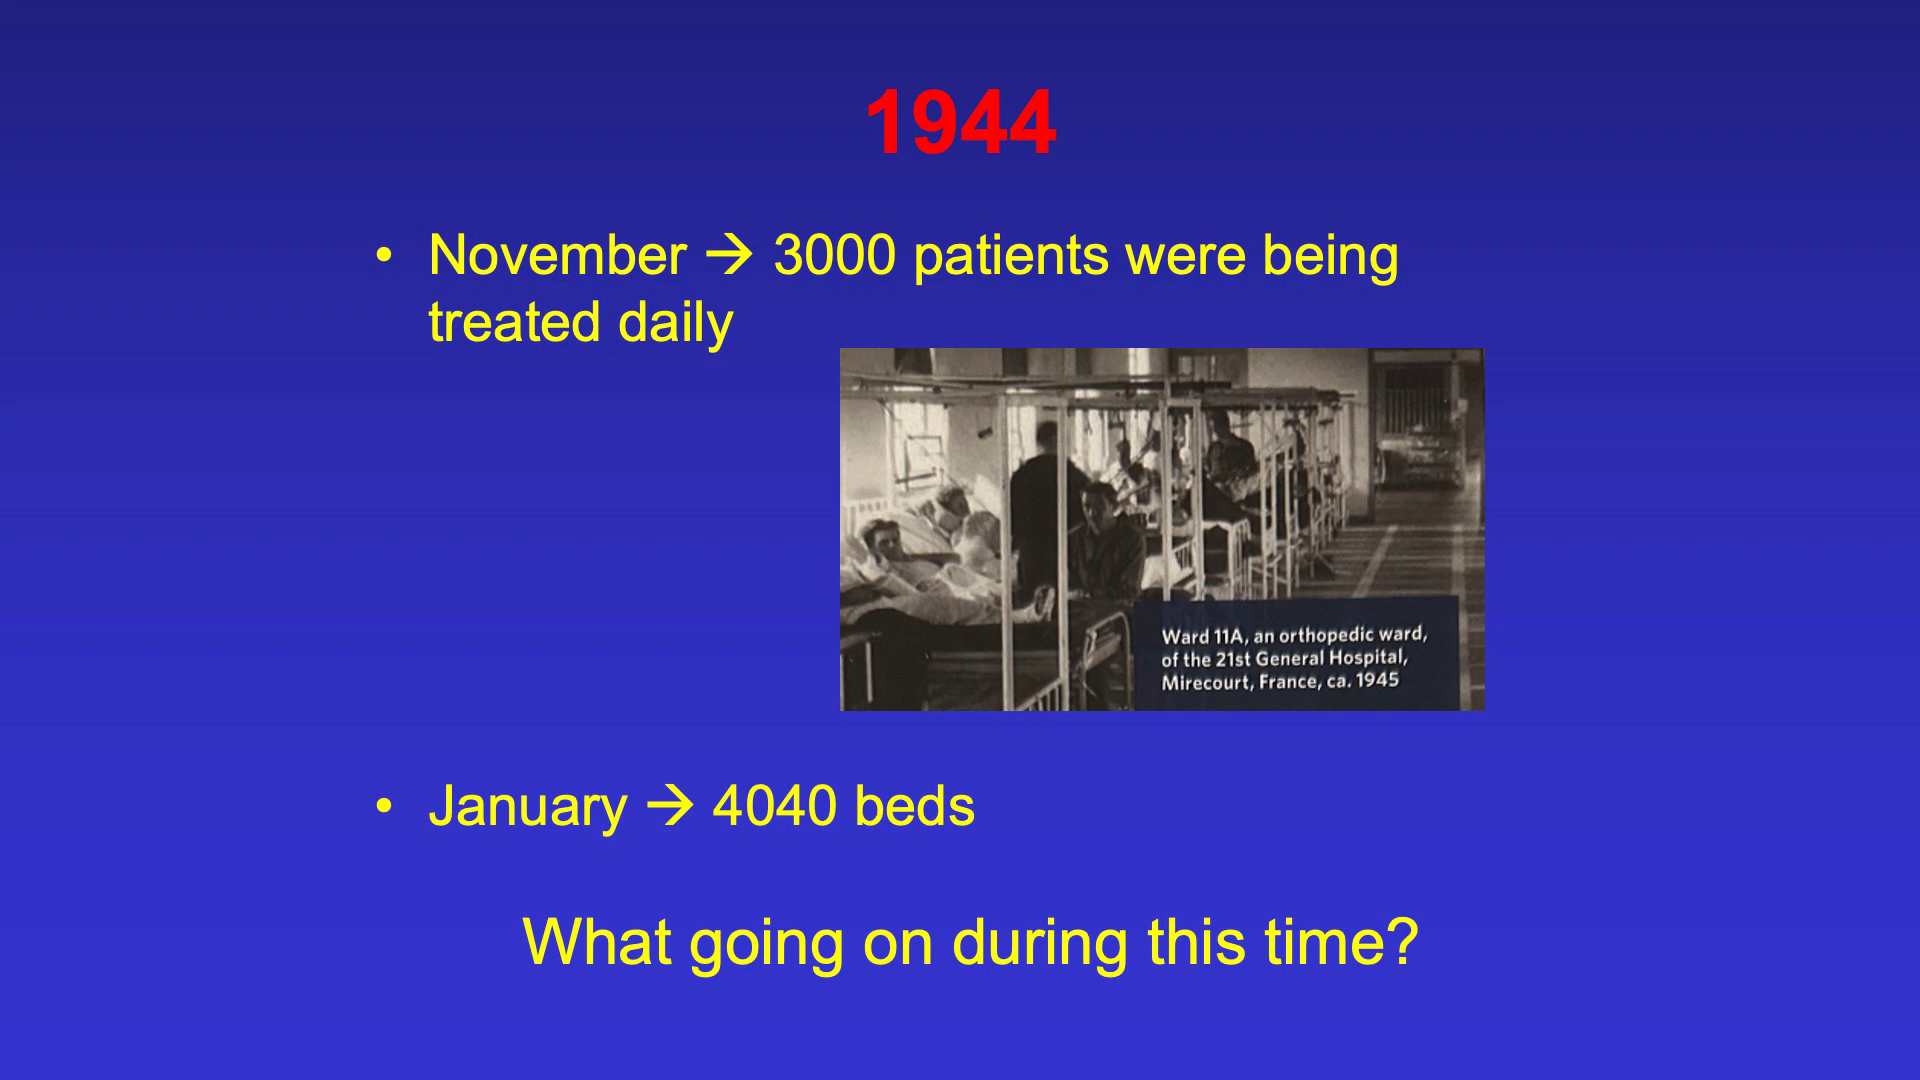 1944
• November → 3000 patients were being
treated daily
Ward 11A, an orthopedic ward,
of the 21st General Hospital,
Mirecourt, France, ca. 1945
• January → 4040 beds
What going on during this time?